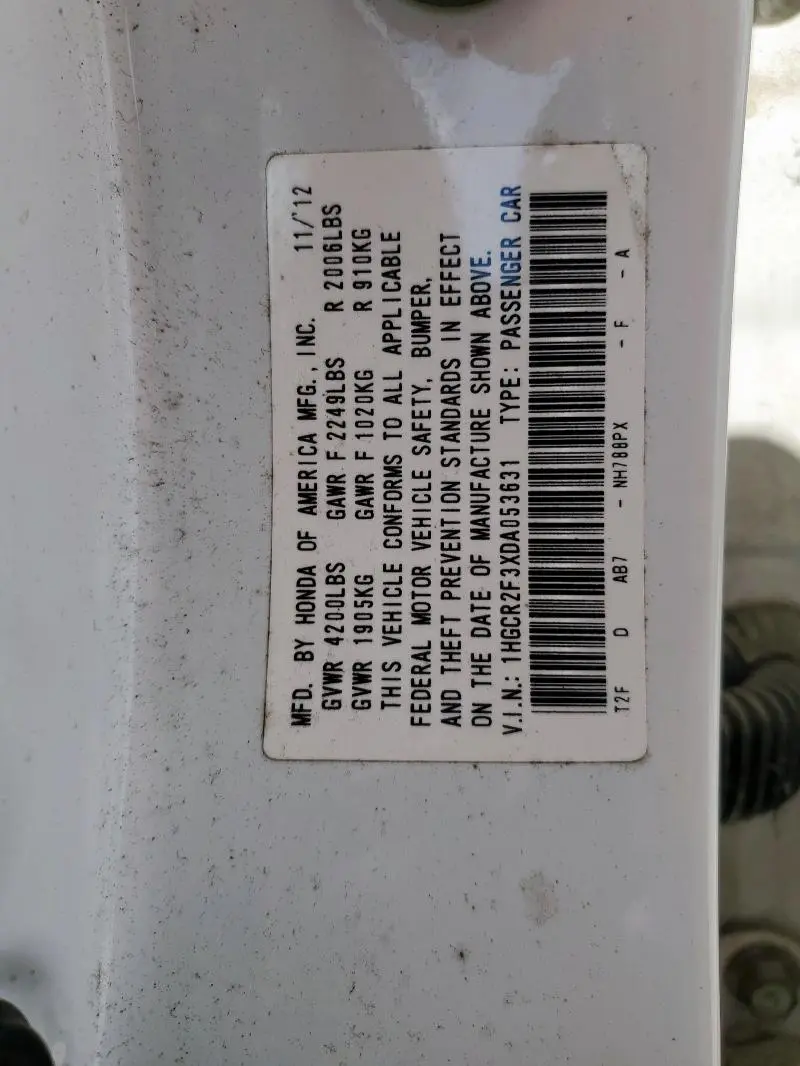 MFD. BY HONDA OF AMERICA MFG., INC. 11/'12
GVWR 4200LBS GAWR F 2249LBS R 2006LBS
GVWR 1905KG GAWR F 1020KG R 910KG
THIS VEHICLE CONFORMS TO ALL APPLICABLE
FEDERAL MOTOR VEHICLE SAFETY, BUMPER,
AND THEFT PREVENTION STANDARDS IN EFFECT
ON THE DATE OF MANUFACTURE SHOWN ABOVE.
V.I.N.: 1HGCR2F3XDA053631 TYPE: PASSENGER CAR
T2F D AB7 - NH788PX - F - A